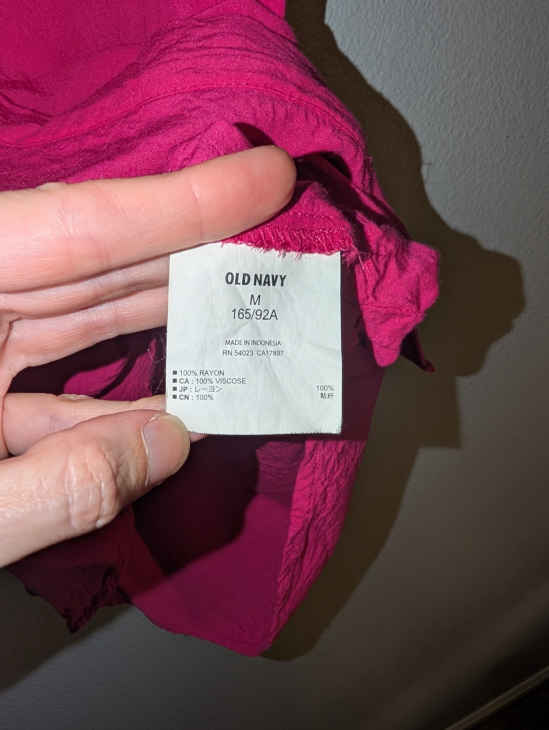 OLD NAVY
M
165/92A
MADE IN INDONESIA
RN 54023 CA17897
■ 100% RAYON
■ CA : 100% VISCOSE
■ JP : レーヨン 100%
■ CN : 100% 粘纤